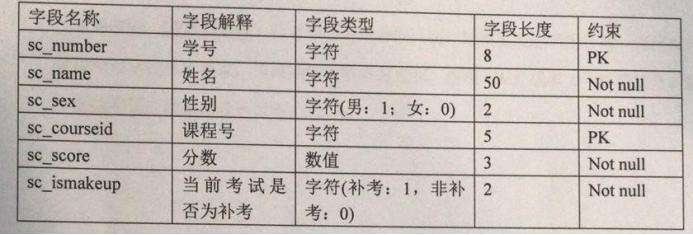 字段名称 字段解释 字段类型 字段长度 约束
sc_number 学号 字符 8 PK
sc_name 姓名 字符 50 Not null
sc_sex 性别 字符(男：1；女：0) 2 Not null
sc_courseid 课程号 字符 5 PK
sc_score 分数 数值 3 Not null
sc_ismakeup 当前考试是 字符(补考：1，非补 2 Not null
否为补考 考：0)